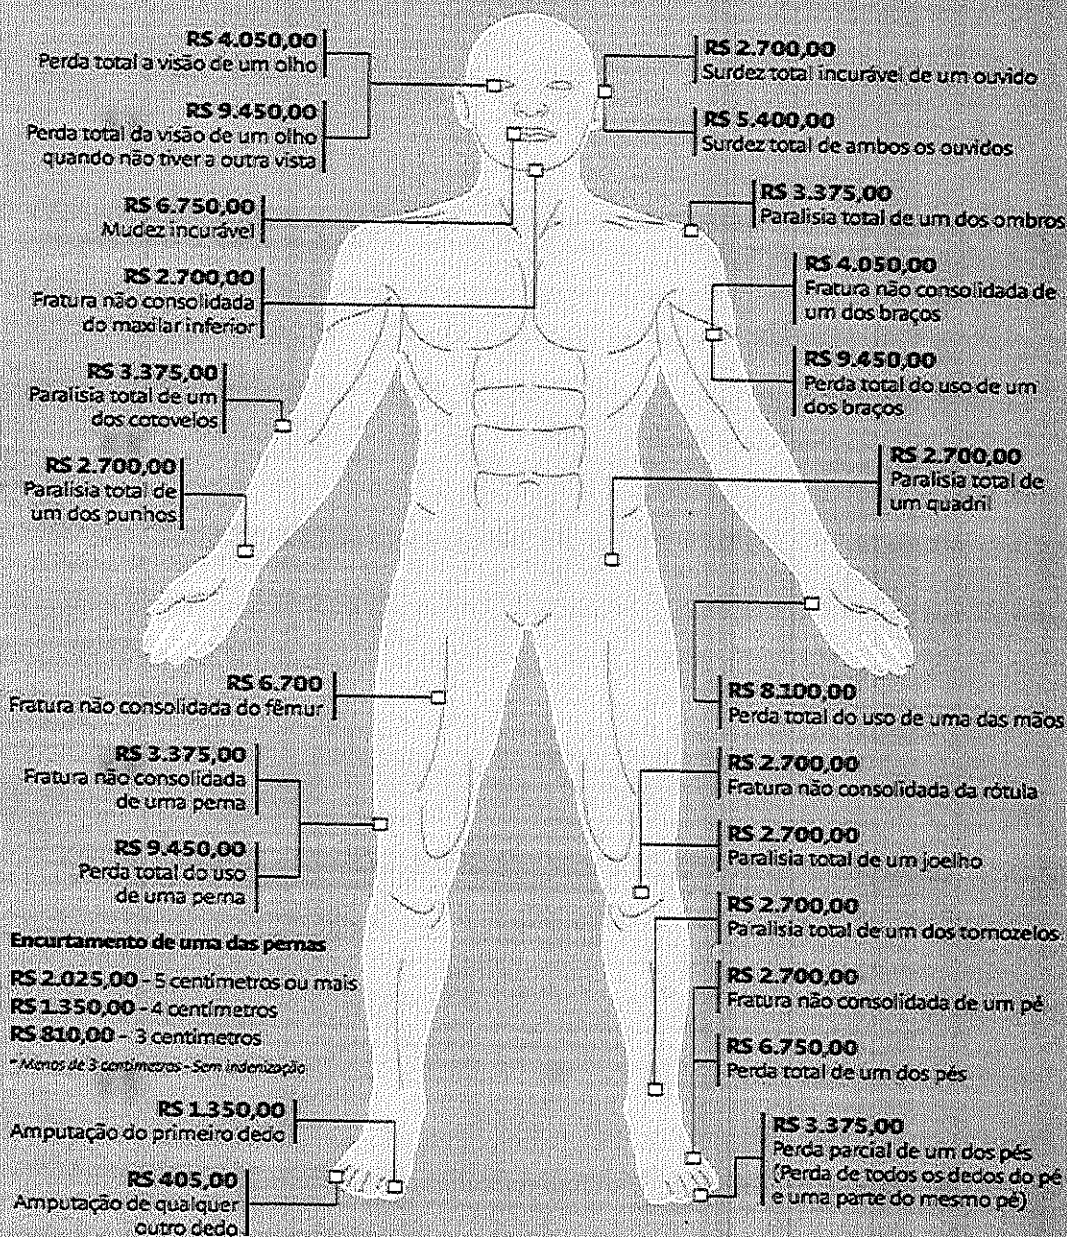 R$ 4.050,00
Perda total a visão de um olho
R$ 9.450,00
Perda total da visão de um olho
quando não tiver a outra vista
R$ 6.750,00
Mudez incurável
R$ 2.700,00
Fratura não consolidada
do maxilar inferior
R$ 3.375,00
Paralisia total de um
dos cotovelos
R$ 2.700,00
Paralisia total de
um dos punhos
R$ 6.700
Fratura não consolidada do fêmur
R$ 3.375,00
Fratura não consolidada
de uma perna
R$ 9.450,00
Perda total do uso
de uma perna
Encurtamento de uma das pernas
R$ 2.025,00 - 5 centímetros ou mais
R$ 1.350,00 - 4 centímetros
R$ 810,00 - 3 centímetros
* Menos de 3 centímetros - Sem indenização
R$ 1.350,00
Amputação do primeiro dedo
R$ 405,00
Amputação de qualquer
outro dedo
R$ 2.700,00
Surdez total incurável de um ouvido
R$ 5.400,00
Surdez total de ambos os ouvidos
R$ 3.375,00
Paralisia total de um dos ombros
R$ 4.050,00
Fratura não consolidada de
um dos braços
R$ 9.450,00
Perda total do uso de um
dos braços
R$ 2.700,00
Paralisia total de
um quadril
R$ 8.100,00
Perda total do uso de uma das mãos
R$ 2.700,00
Fratura não consolidada da rótula
R$ 2.700,00
Paralisia total de um joelho
R$ 2.700,00
Paralisia total de um dos tornozelos
R$ 2.700,00
Fratura não consolidada de um pé
R$ 6.750,00
Perda total de um dos pés
R$ 3.375,00
Perda parcial de um dos pés
(Perda de todos os dedos do pé
e uma parte do mesmo pé)